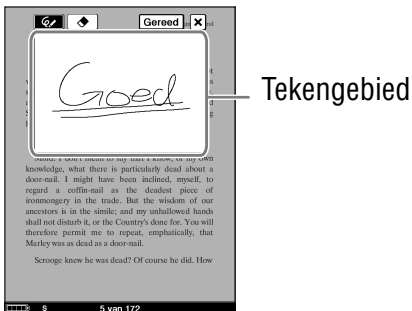 Gereed
Goed
Tekengebied
Mind! I don't mean to say that I know, of my own
knowledge, what there is particularly dead about a
door-nail. I might have been inclined, myself, to
regard a coffin-nail as the deadest piece of
ironmongery in the trade. But the wisdom of our
ancestors is in the simile; and my unhallowed hands
shall not disturb it, or the Country's done for. You will
therefore permit me to repeat, emphatically, that
Marley was as dead as a door-nail.
Scrooge knew he was dead? Of course he did. How
S 5 van 172